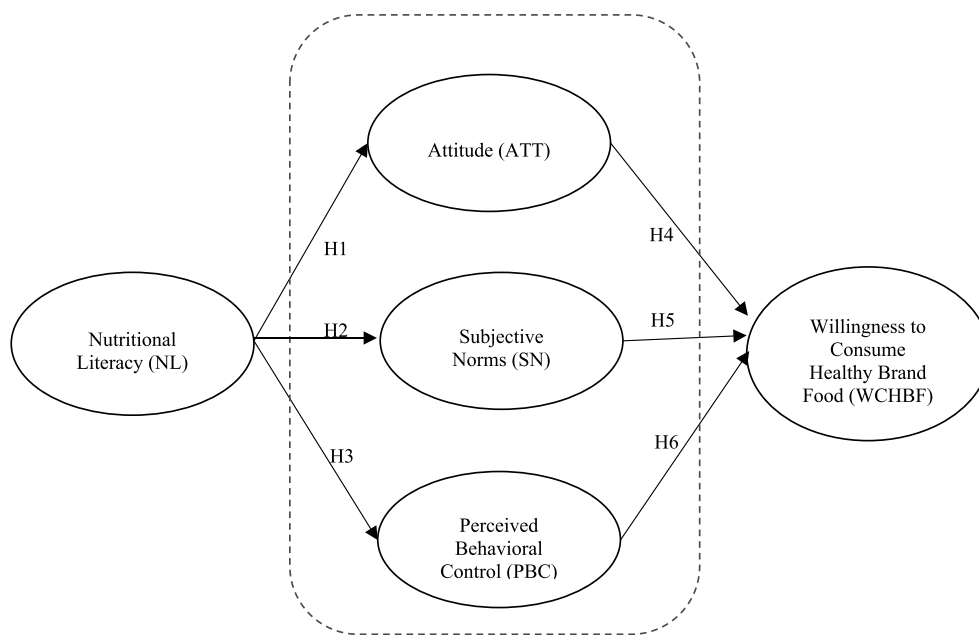 Attitude (ATT)
H1
H4
Nutritional
Literacy (NL)
H2
Subjective
Norms (SN)
H5
Willingness to
Consume
Healthy Brand
Food (WCHBF)
H3
H6
Perceived
Behavioral
Control (PBC)